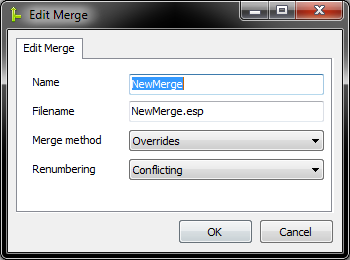 Edit Merge
Edit Merge
Name NewMerge
Filename NewMerge.esp
Merge method Overrides
Renumbering Conflicting
OK Cancel